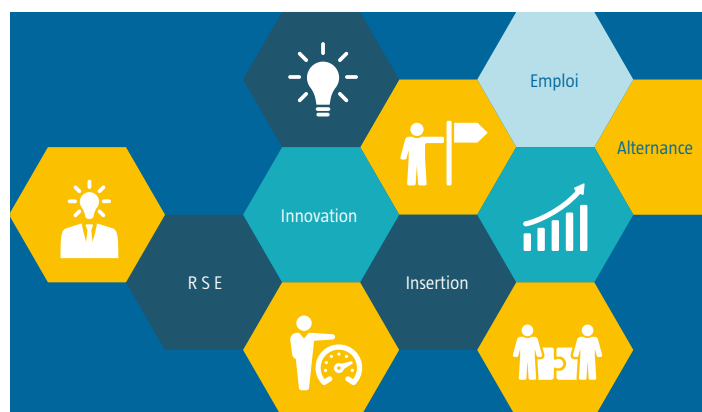 Emploi
Alternance
Innovation
R S E
Insertion